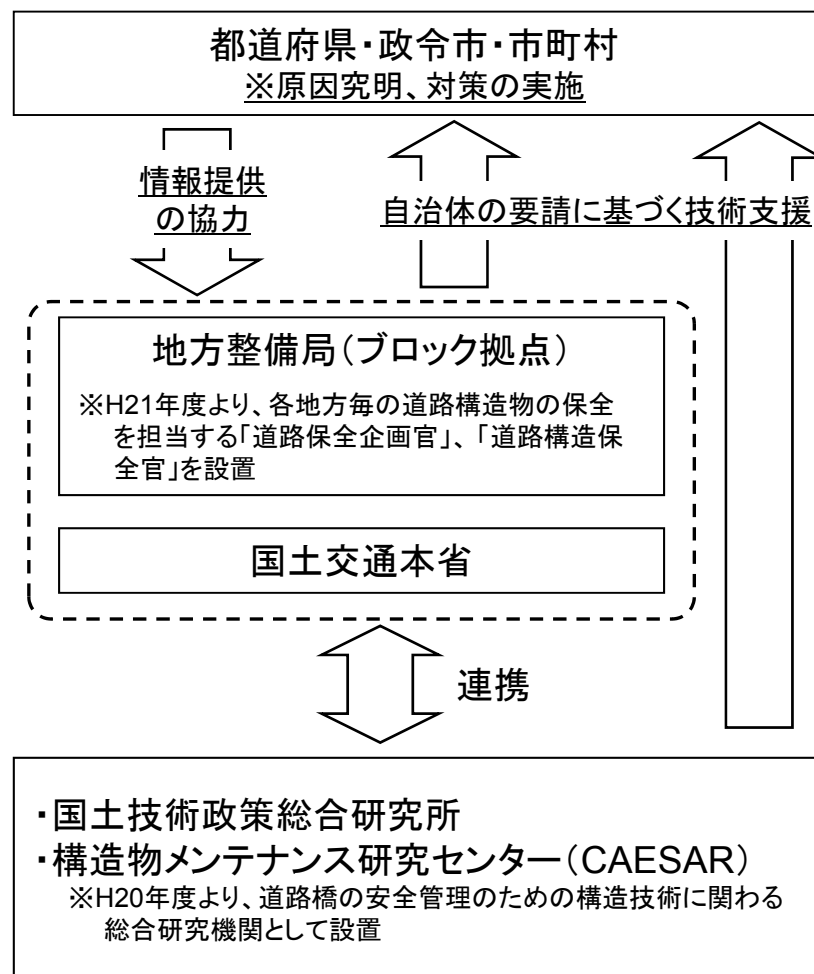 都道府県・政令市・市町村
※原因究明、対策の実施
情報提供
の協力
自治体の要請に基づく技術支援
地方整備局（ブロック拠点）
※H21年度より、各地方毎の道路構造物の保全
を担当する「道路保全企画官」、「道路構造保
全官」を設置
国土交通本省
連携
・国土技術政策総合研究所
・構造物メンテナンス研究センター（CAESAR）
※H20年度より、道路橋の安全管理のための構造技術に関わる
総合研究機関として設置